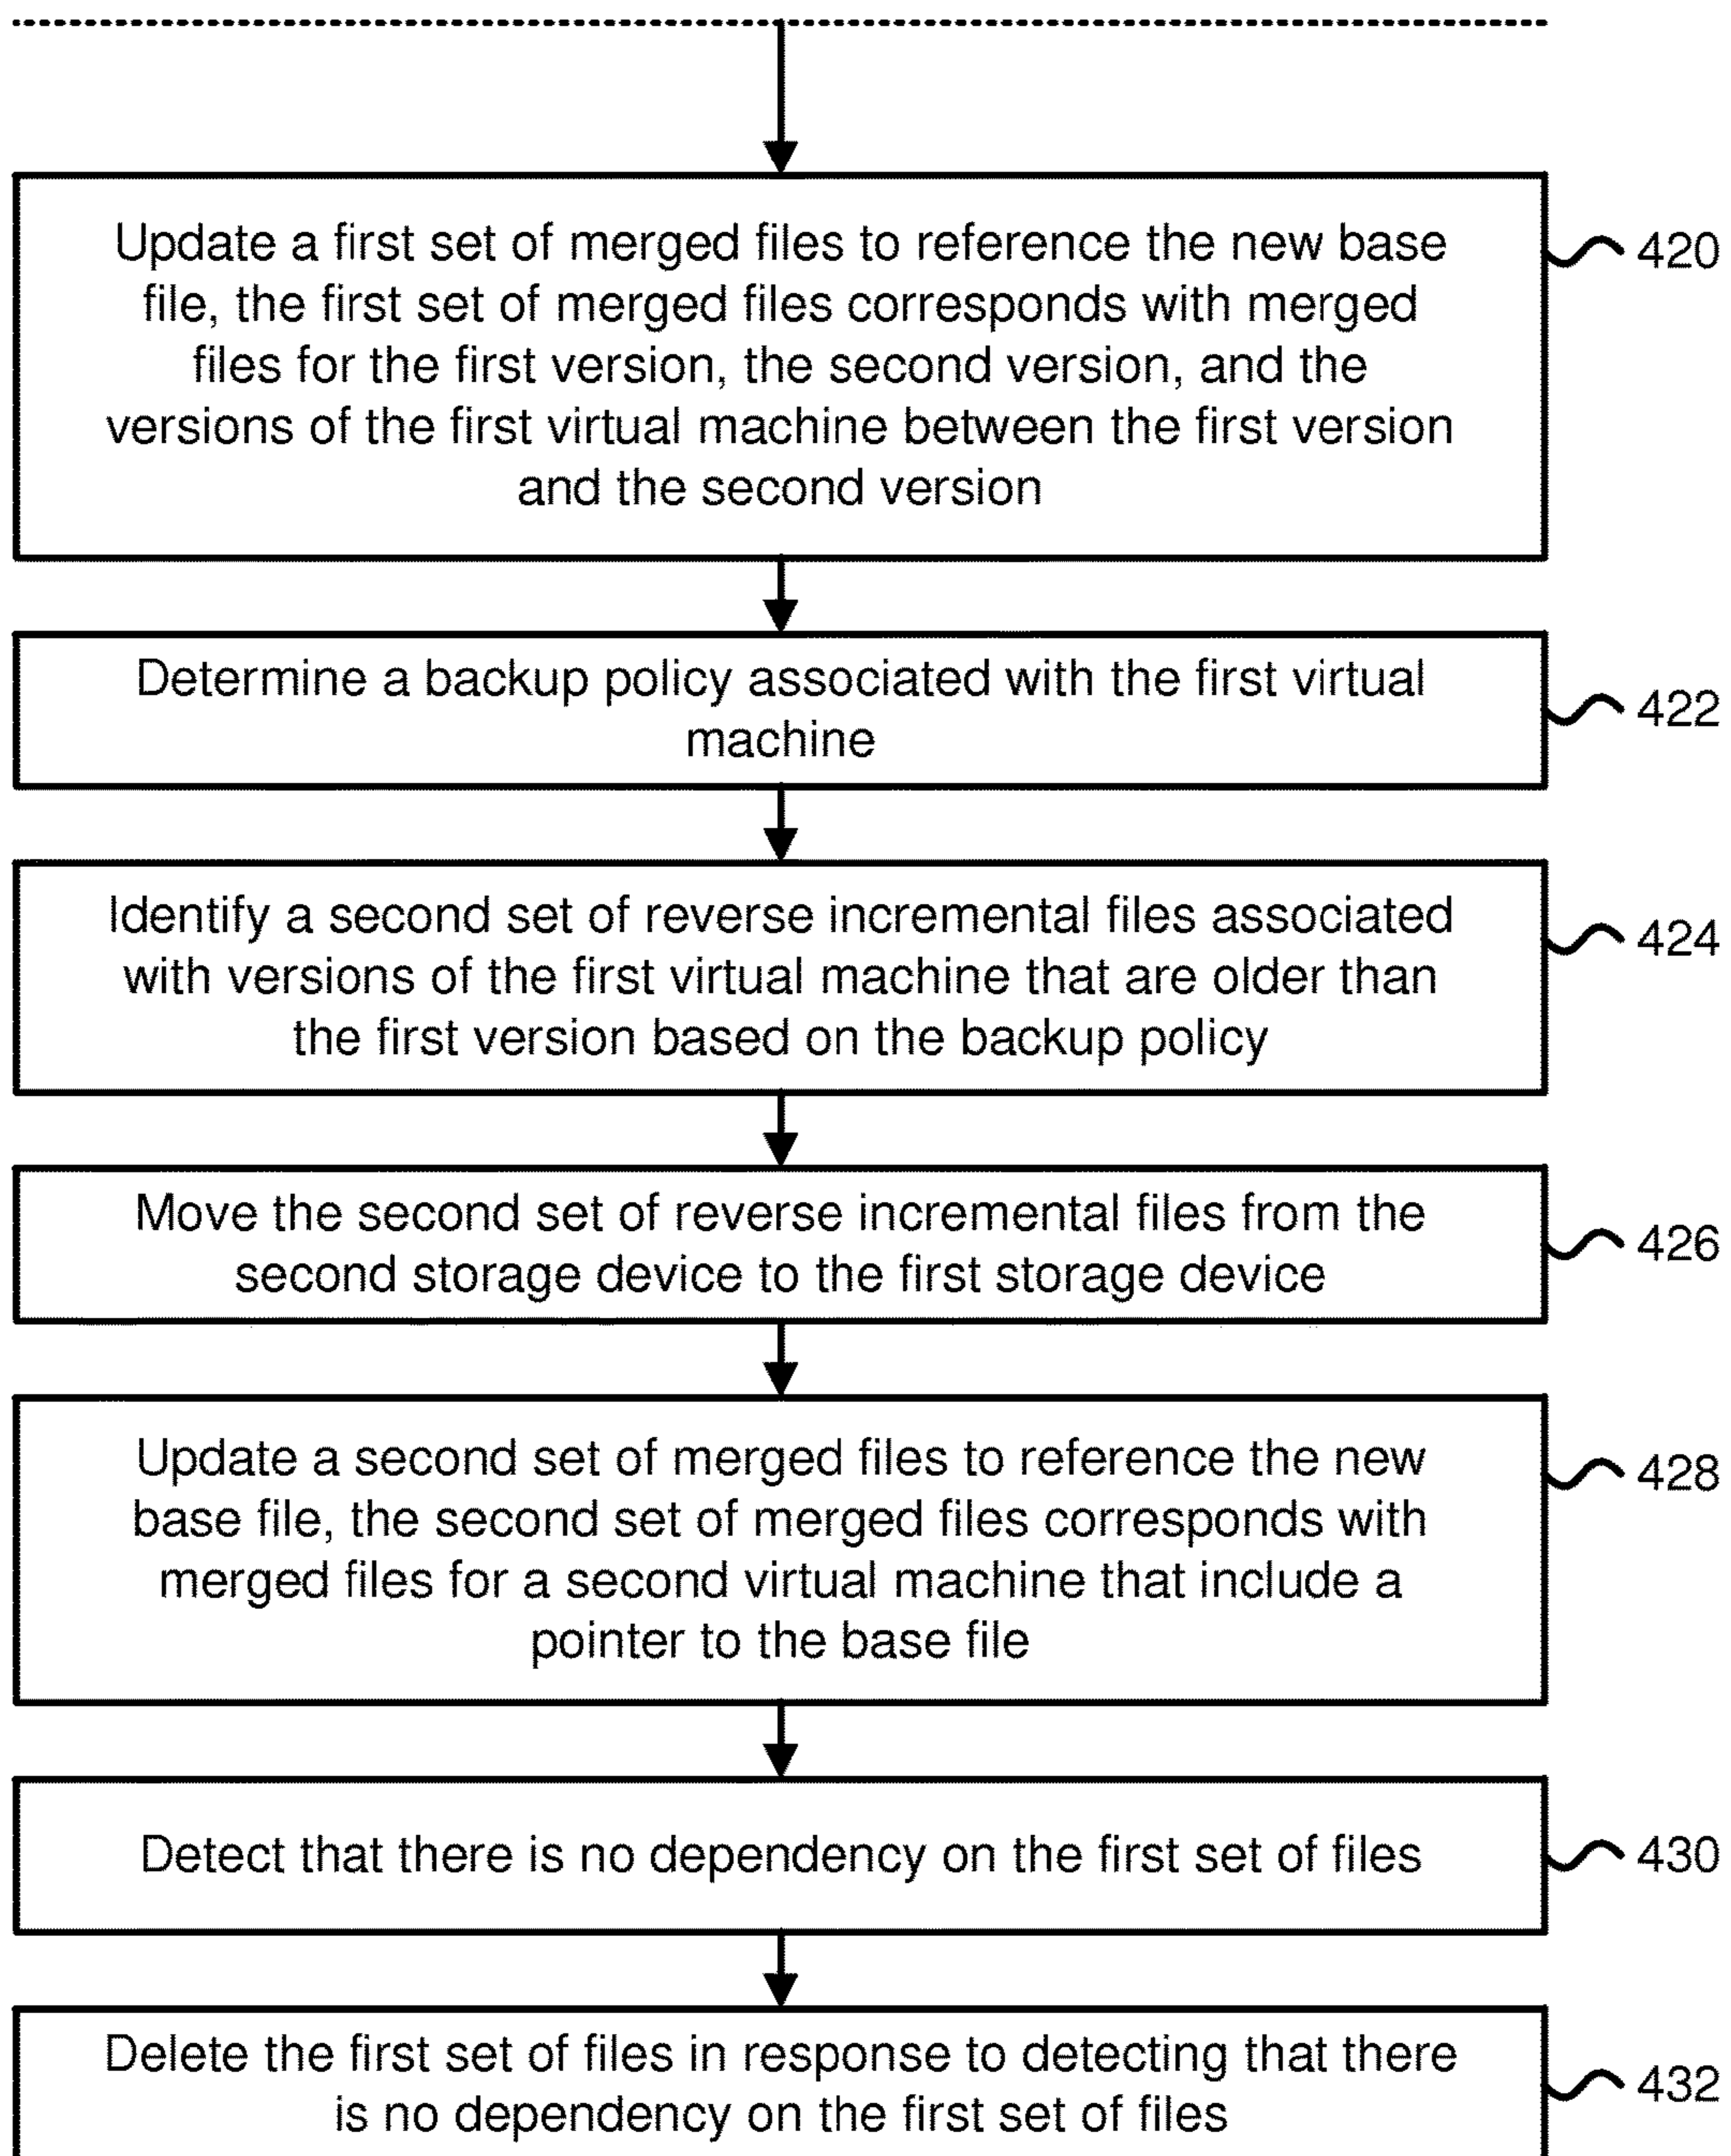 Update a first set of merged files to reference the new base
file, the first set of merged files corresponds with merged
files for the first version, the second version, and the
versions of the first virtual machine between the first version
and the second version
420
Determine a backup policy associated with the first virtual
machine
422
Identify a second set of reverse incremental files associated
with versions of the first virtual machine that are older than
the first version based on the backup policy
424
Move the second set of reverse incremental files from the
second storage device to the first storage device
426
Update a second set of merged files to reference the new
base file, the second set of merged files corresponds with
merged files for a second virtual machine that include a
pointer to the base file
428
Detect that there is no dependency on the first set of files
430
Delete the first set of files in response to detecting that there
is no dependency on the first set of files
432